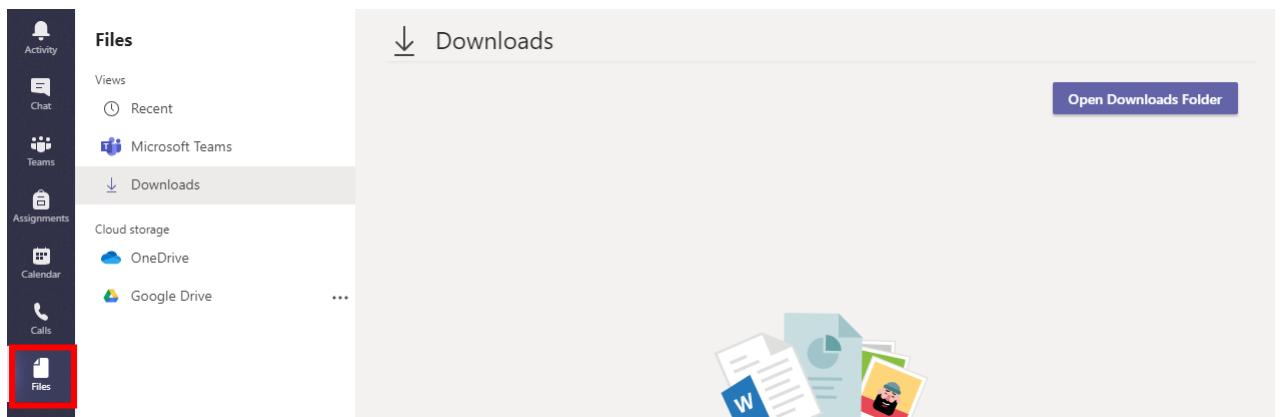 Activity
Chat
Teams
Assignments
Calendar
Calls
Files
Files
Views
Recent
Microsoft Teams
Downloads
Cloud storage
OneDrive
Google Drive
...
Downloads
Open Downloads Folder
W